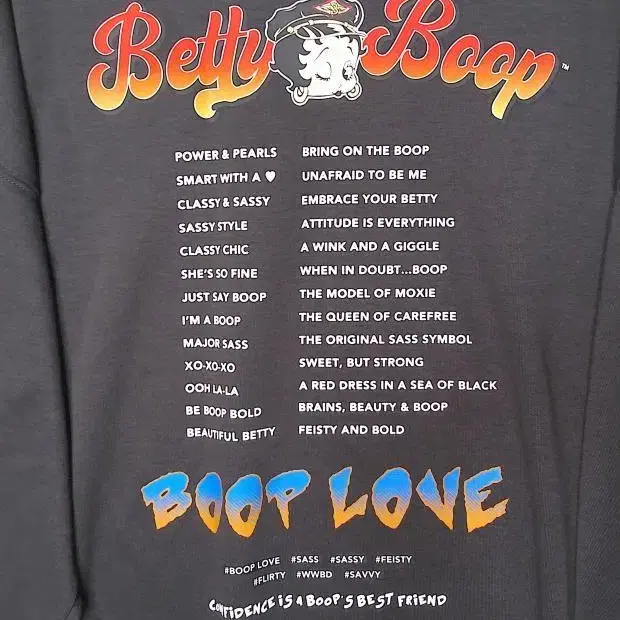 Betty Boop™
POWER & PEARLS BRING ON THE BOOP
SMART WITH A ♥ UNAFRAID TO BE ME
CLASSY & SASSY EMBRACE YOUR BETTY
SASSY STYLE ATTITUDE IS EVERYTHING
CLASSY CHIC A WINK AND A GIGGLE
SHE'S SO FINE WHEN IN DOUBT...BOOP
JUST SAY BOOP THE MODEL OF MOXIE
I'M A BOOP THE QUEEN OF CAREFREE
MAJOR SASS THE ORIGINAL SASS SYMBOL
XO-XO-XO SWEET, BUT STRONG
OOH LA-LA A RED DRESS IN A SEA OF BLACK
BE BOOP BOLD BRAINS, BEAUTY & BOOP
BEAUTIFUL BETTY FEISTY AND BOLD
BOOP LOVE
#BOOP LOVE #SASS #SASSY #FEISTY
#FLIRTY #WWBD #SAVVY
CONFIDENCE IS A BOOP'S BEST FRIEND